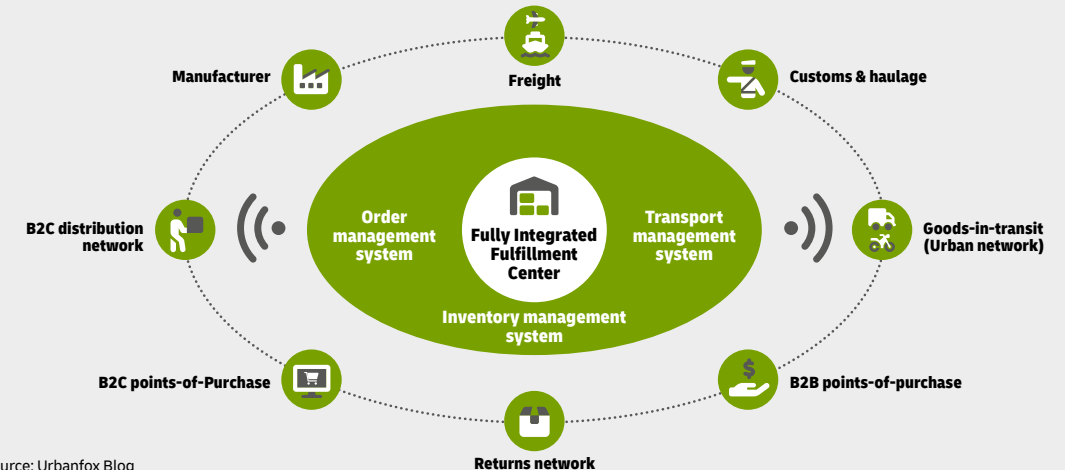 Freight
Manufacturer
Customs & haulage
B2C distribution
network
Order
management
system
Fully Integrated
Fulfillment
Center
Transport
management
system
Goods-in-transit
(Urban network)
Inventory management
system
B2C points-of-Purchase
$
B2B points-of-purchase
Returns network
urce: Urbanfox Blog